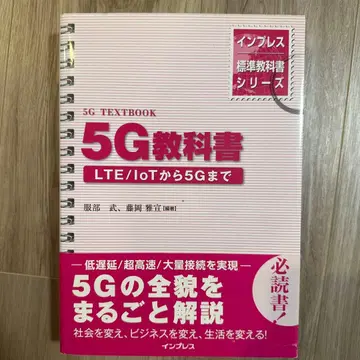 インプレス
標準教科書
シリーズ
5G TEXTBOOK
5G教科書
LTE/IoTから5Gまで
服部 武、藤岡 雅宣[編著]
低遅延/超高速/大量接続を実現
5Gの全貌を
まるごと解説
社会を変え、ビジネスを変え、生活を変える!
必読書!
インプレス